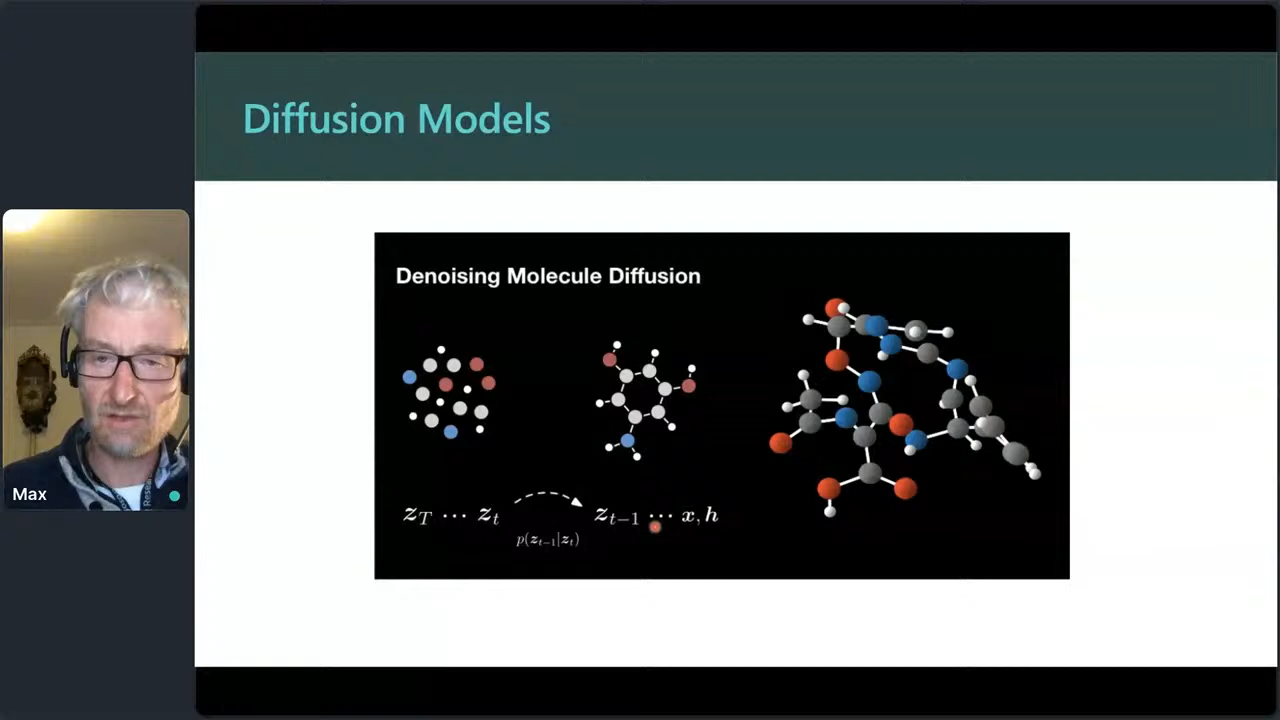 Diffusion Models
Denoising Molecule Diffusion
z_T ⋯ z_t
p(z_{t−1}|z_t)
z_{t−1} ⋯ x, h
Max